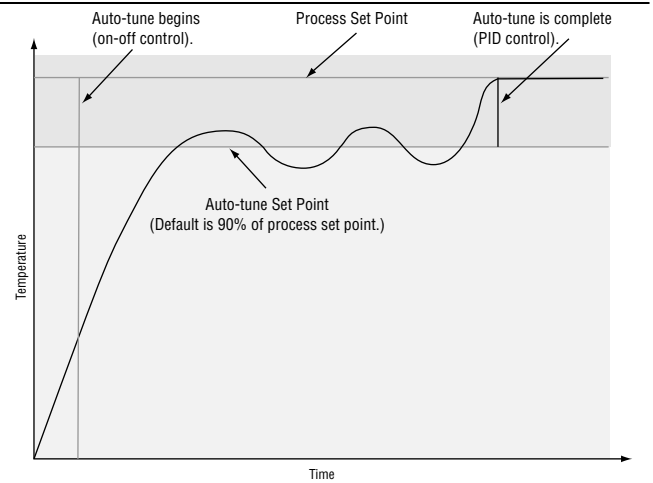 Auto-tune begins
(on-off control).
Process Set Point
Auto-tune is complete
(PID control).
Auto-tune Set Point
(Default is 90% of process set point.)
Temperature
Time